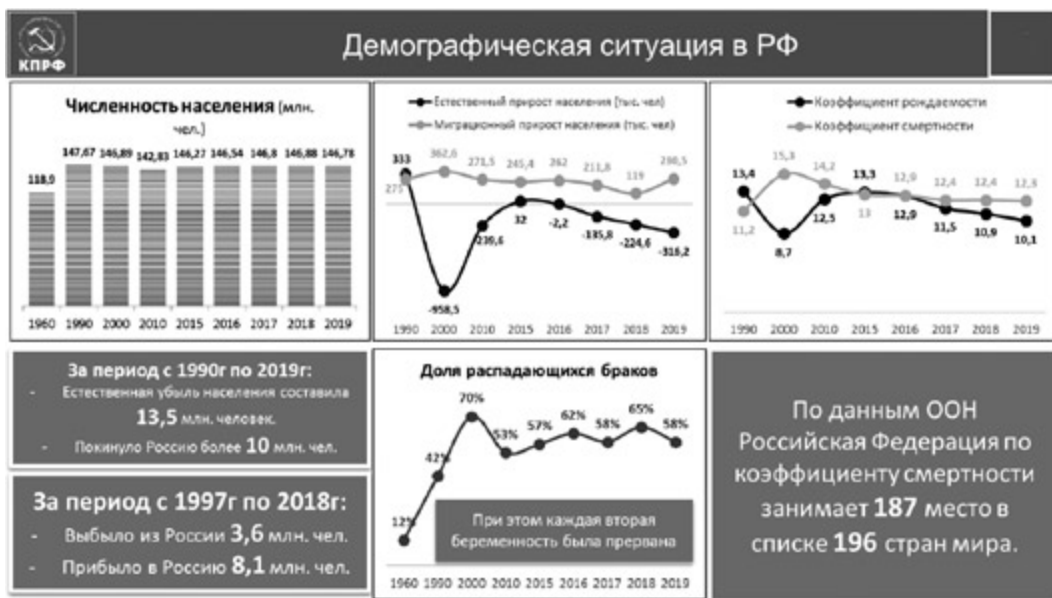 КПРФ
Демографическая ситуация в РФ
Численность населения (млн.
чел.)
118,9
147,67
146,89
142,83
146,27
146,54
146,8
146,88
146,78
1960 1990 2000 2010 2015 2016 2017 2018 2019
Естественный прирост населения (тыс. чел)
Миграционный прирост населения (тыс. чел)
333
362,6
271,5
245,4
262
211,8
119
275
32
-2,2
-135,8
-224,6
-316,2
-239,6
-958,5
1990 2000 2010 2015 2016 2017 2018 2019
Коэффициент рождаемости
Коэффициент смертности
13,4
15,3
14,2
13,3
12,9
12,4
12,4
12,3
11,2
8,7
12,5
13
12,9
11,5
10,9
10,1
1990 2000 2010 2015 2016 2017 2018 2019
За период с 1990г по 2019г:
- Естественная убыль населения составила
13,5 млн. человек.
- Покинуло Россию более 10 млн. чел.
За период с 1997г по 2018г:
- Выбыло из России 3,6 млн. чел.
- Прибыло в Россию 8,1 млн. чел.
Доля распадающихся браков
12%
42%
70%
53%
57%
62%
58%
65%
58%
При этом каждая вторая
беременность была прервана
1960 1990 2000 2010 2015 2016 2017 2018 2019
По данным ООН
Российская Федерация по
коэффициенту смертности
занимает 187 место в
списке 196 стран мира.